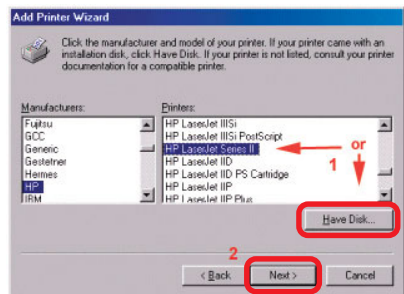 Add Printer Wizard
Click the manufacturer and model of your printer. If your printer came with an
installation disk, click Have Disk. If your printer is not listed, consult your printer
documentation for a compatible printer.
Manufacturers:
Fujitsu
GCC
Generic
Gestetner
Hermes
HP
IBM
Printers:
HP LaserJet IIISi
HP LaserJet IIISi PostScript
HP LaserJet Series II
HP LaserJet IID
HP LaserJet IID PS Cartridge
HP LaserJet IIP
HP LaserJet IIP Plus
or
1
Have Disk...
2
< Back
Next >
Cancel